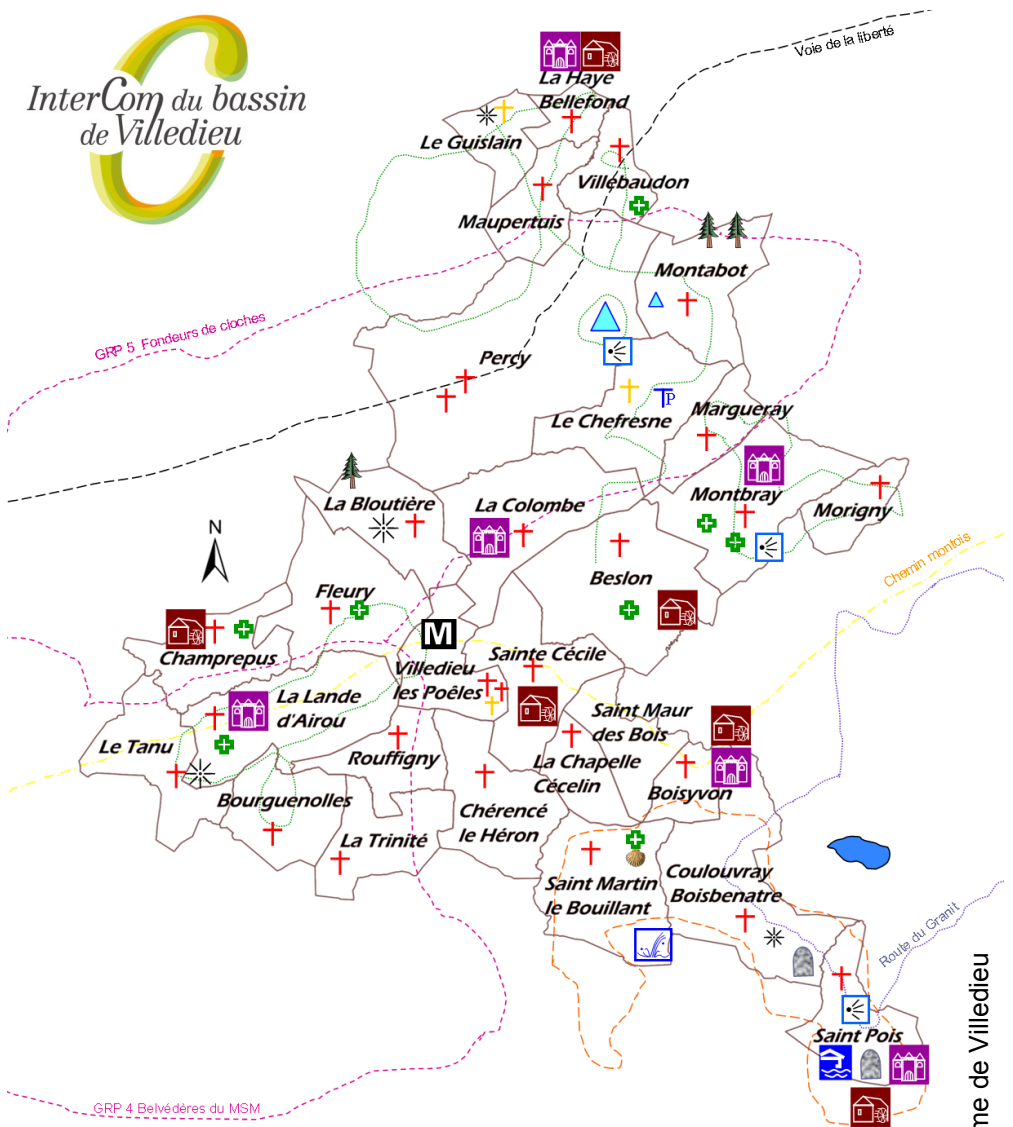 InterCom du bassin
de Villedieu
Voie de la liberté
La Haye
Bellefond
Le Guislain
Villebaudon
Maupertuis
Montabot
GRP 5 Fondeurs de cloches
Percy
P
Le Chefresne
Margueray
La Bloutière
La Colombe
Montbray
Morigny
N
Chemin montois
Fleury
Beslon
M
Champrepus
Sainte Cécile
Villedieu
les Poêles
La Lande
d'Airou
Saint Maur
des Bois
Le Tanu
Rouffigny
La Chapelle
Cécelin
Boisyvon
Bourguenolles
Chérencé
le Héron
La Trinité
Coulouvray
Boisbenatre
Saint Martin
le Bouillant
Route du Granit
Saint Pois
me de Villedieu
GRP 4 Belvédères du MSM